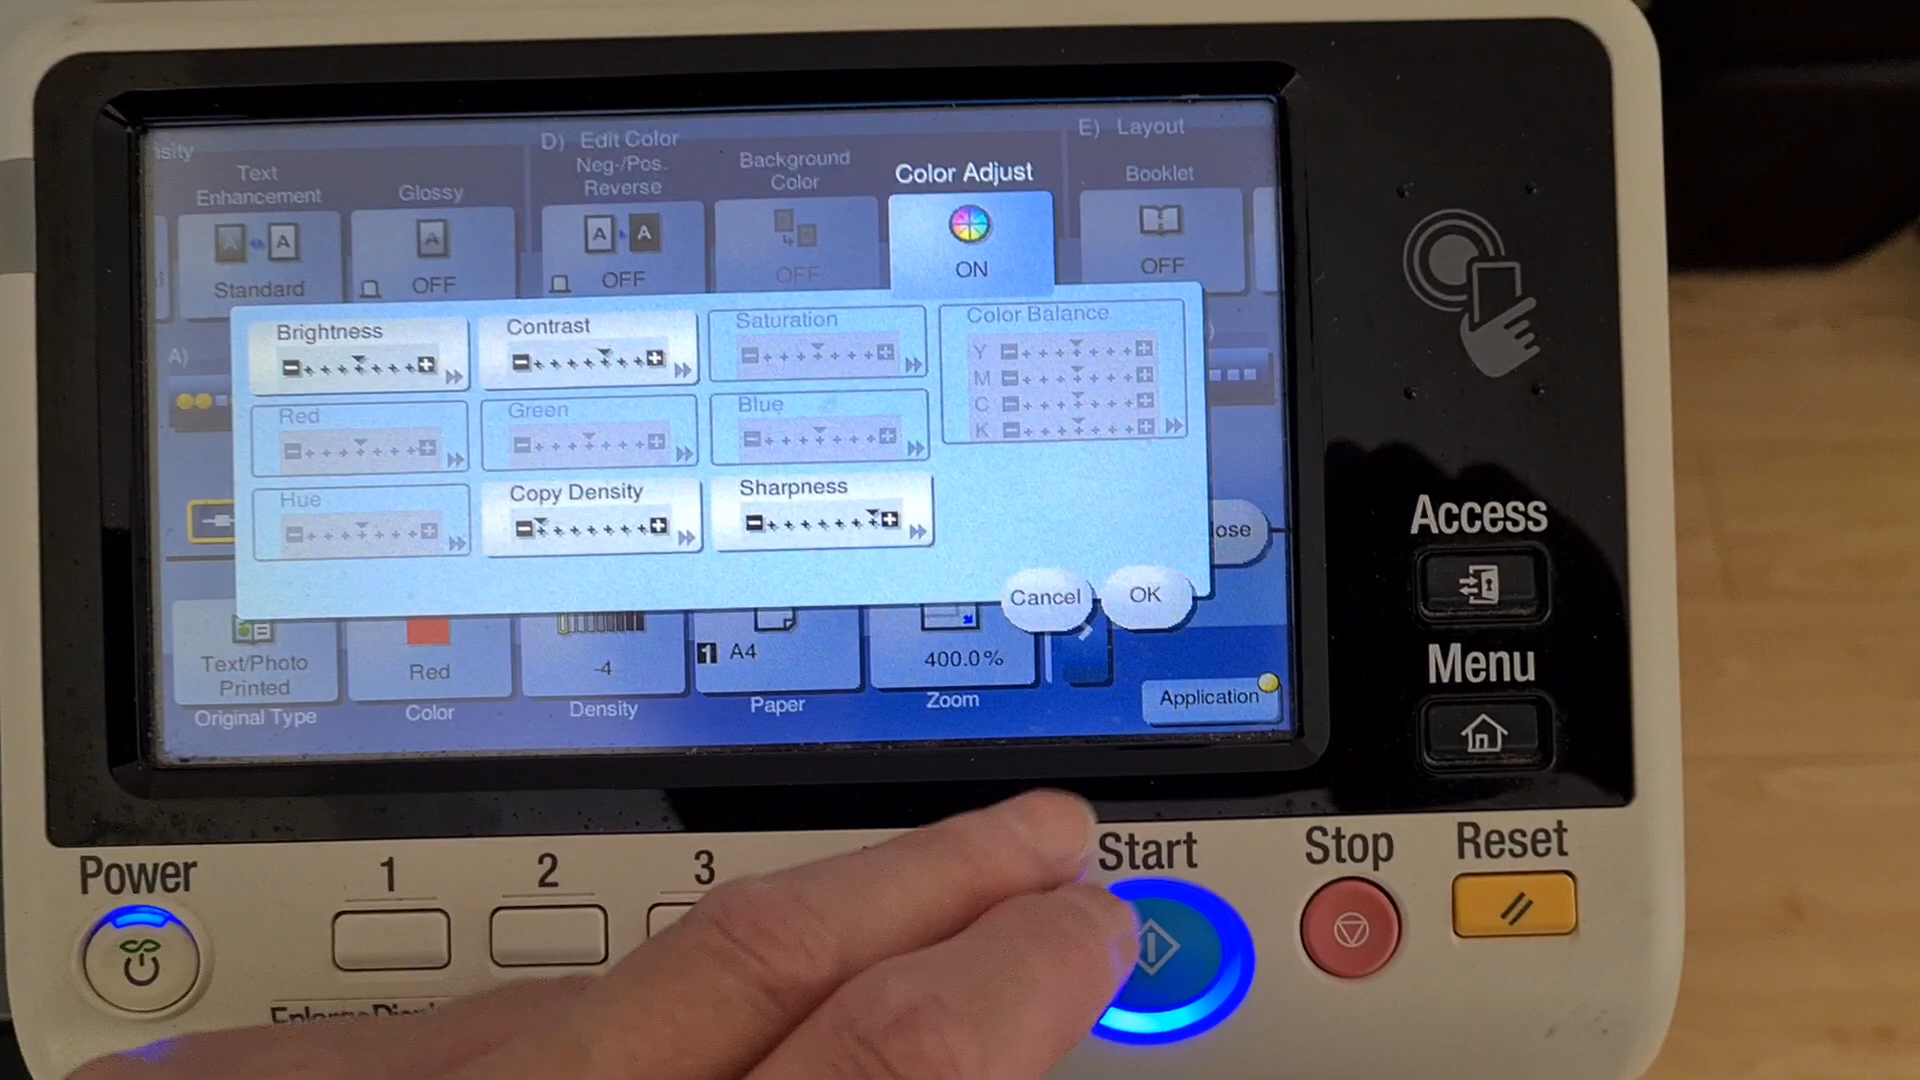 nsity
D) Edit Color
E) Layout
Text
Enhancement
Glossy
Neg-/Pos.
Reverse
Background
Color
Color Adjust
Booklet
A A
A
A A
Standard
OFF
OFF
OFF
ON
OFF
A)
Brightness
Contrast
Saturation
Color Balance
Y
M
C
K
Red
Green
Blue
Hue
Copy Density
Sharpness
lose
Cancel
OK
Text/Photo
Printed
Red
-4
1 A4
400.0%
Original Type
Color
Density
Paper
Zoom
Application
Access
Menu
Power
1
2
3
Start
Stop
Reset